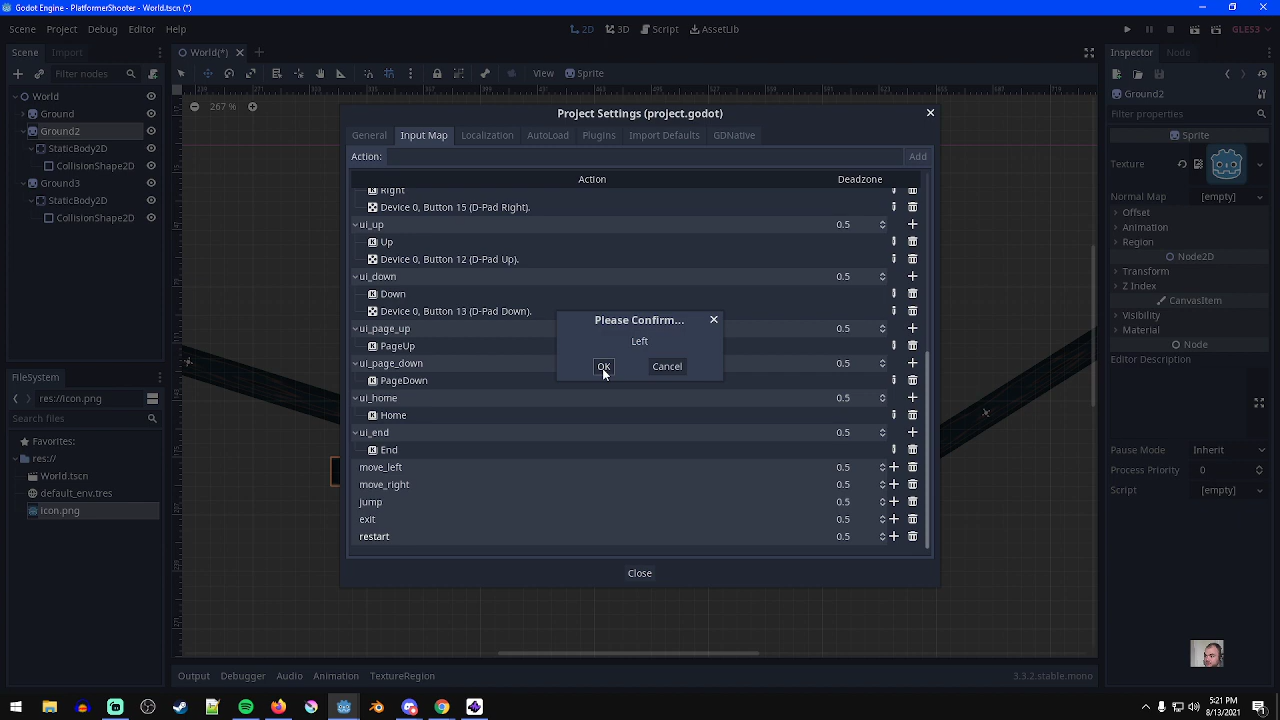 Godot Engine - PlatformerShooter - World.tscn (*)
Scene Project Debug Editor Help
2D 3D Script AssetLib
GLES3
Scene Import
World(*)
Inspector Node
Filter nodes
View Sprite
267 %
World
Ground
Ground2
StaticBody2D
CollisionShape2D
Ground3
StaticBody2D
CollisionShape2D
FileSystem
res://icon.png
Search files
Favorites:
res://
World.tscn
default_env.tres
icon.png
Project Settings (project.godot)
General Input Map Localization AutoLoad Plugins Import Defaults GDNative
Action: Add
Action Deadzone
Right
Device 0, Button 15 (D-Pad Right).
ui_up 0.5
Up
Device 0, Button 12 (D-Pad Up).
ui_down 0.5
Down
Device 0, Button 13 (D-Pad Down).
ui_page_up 0.5
PageUp
ui_page_down 0.5
PageDown
ui_home 0.5
Home
ui_end 0.5
End
move_left 0.5
move_right 0.5
jump 0.5
exit 0.5
restart 0.5
Close
Please Confirm...
Left
OK Cancel
Ground2
Filter properties
Sprite
Texture
Normal Map [empty]
Offset
Animation
Region
Node2D
Transform
Z Index
CanvasItem
Visibility
Material
Node
Editor Description
Pause Mode Inherit
Process Priority 0
Script [empty]
Output Debugger Audio Animation TextureRegion
3.3.2.stable.mono
5:21 PM
8/13/2021